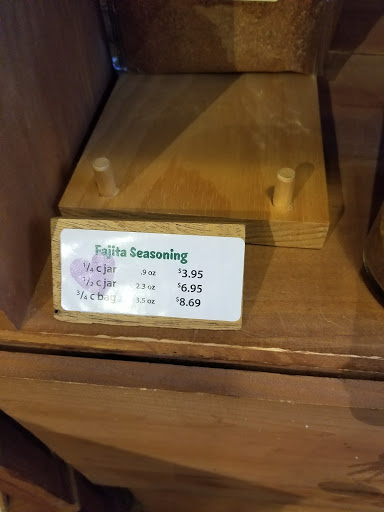 Fajita Seasoning
1/4 c jar .9 oz $3.95
1/2 c jar 2.3 oz $6.95
3/4 c bag 3.5 oz $8.69